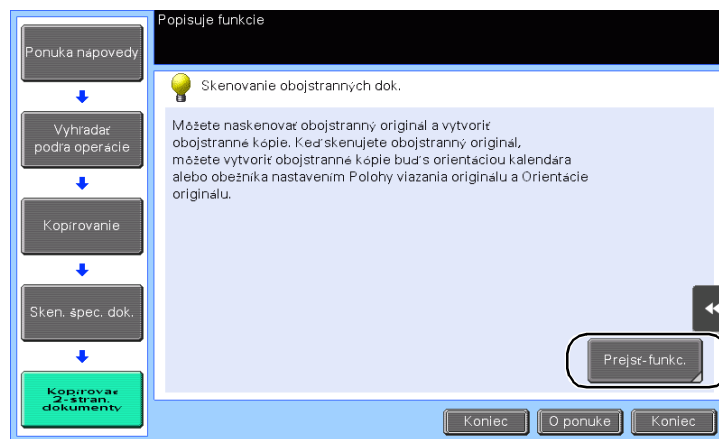 Popisuje funkcie
Ponuka nápovedy
Vyhľadať
podľa operácie
Kopírovanie
Sken. špec. dok.
Kopírovať
2-stran.
dokumenty
Skenovanie obojstranných dok.
Môžete naskenovať obojstranný originál a vytvoriť
obojstranné kópie. Keď skenujete obojstranný originál,
môžete vytvoriť obojstranné kópie buď s orientáciou kalendára
alebo obežníka nastavením Polohy viazania originálu a Orientácie
originálu.
Prejsť-funkc.
Koniec
O ponuke
Koniec